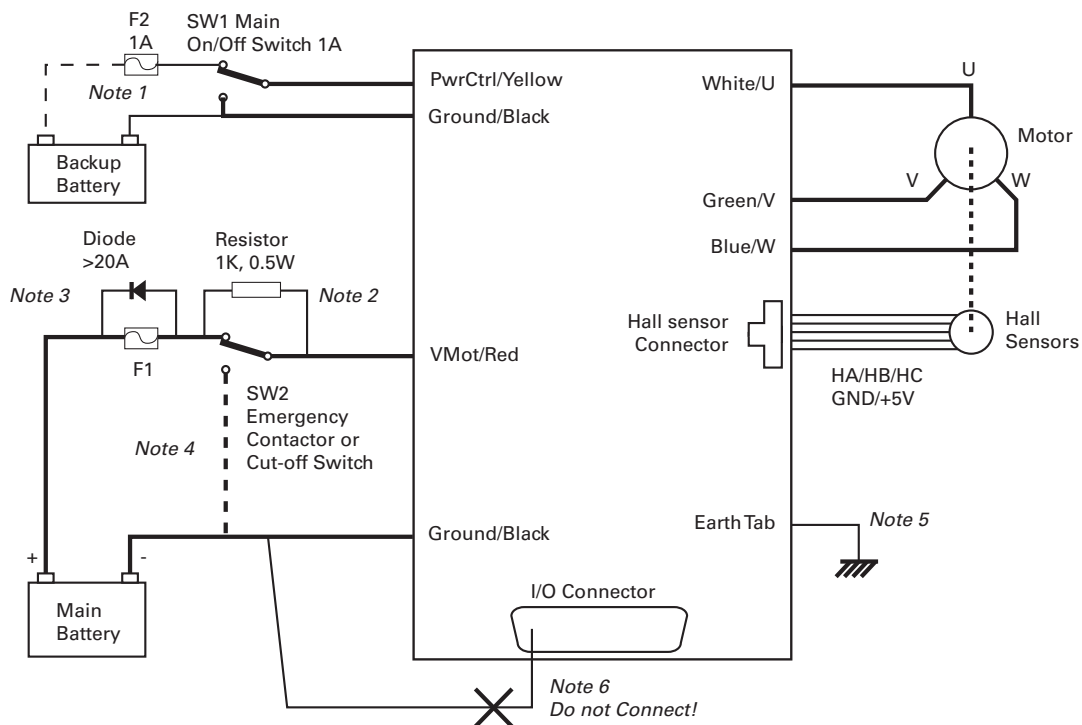 F2
1A
SW1 Main
On/Off Switch 1A
Note 1
Backup
Battery
PwrCtrl/Yellow
Ground/Black
White/U
U
Motor
V
W
Green/V
Blue/W
Diode
>20A
Resistor
1K, 0.5W
Note 3
Note 2
F1
VMot/Red
SW2
Emergency
Contactor or
Cut-off Switch
Note 4
Hall sensor
Connector
Hall
Sensors
HA/HB/HC
GND/+5V
Ground/Black
Earth Tab
Note 5
+
-
Main
Battery
I/O Connector
Note 6
Do not Connect!